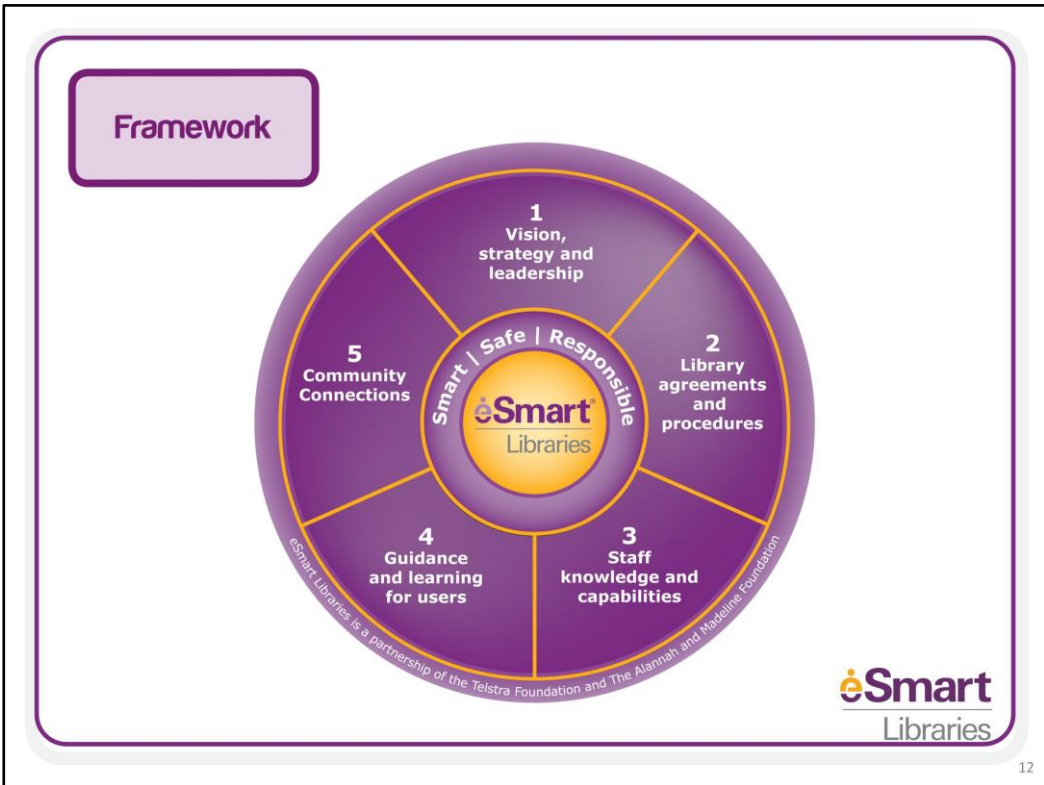 Framework
1
Vision,
strategy and
leadership
2
Library
agreements
and
procedures
3
Staff
knowledge and
capabilities
4
Guidance
and learning
for users
5
Community
Connections
Smart | Safe | Responsible
eSmart®
Libraries
eSmart Libraries is a partnership of the Telstra Foundation and The Alannah and Madeline Foundation
eSmart
Libraries
12